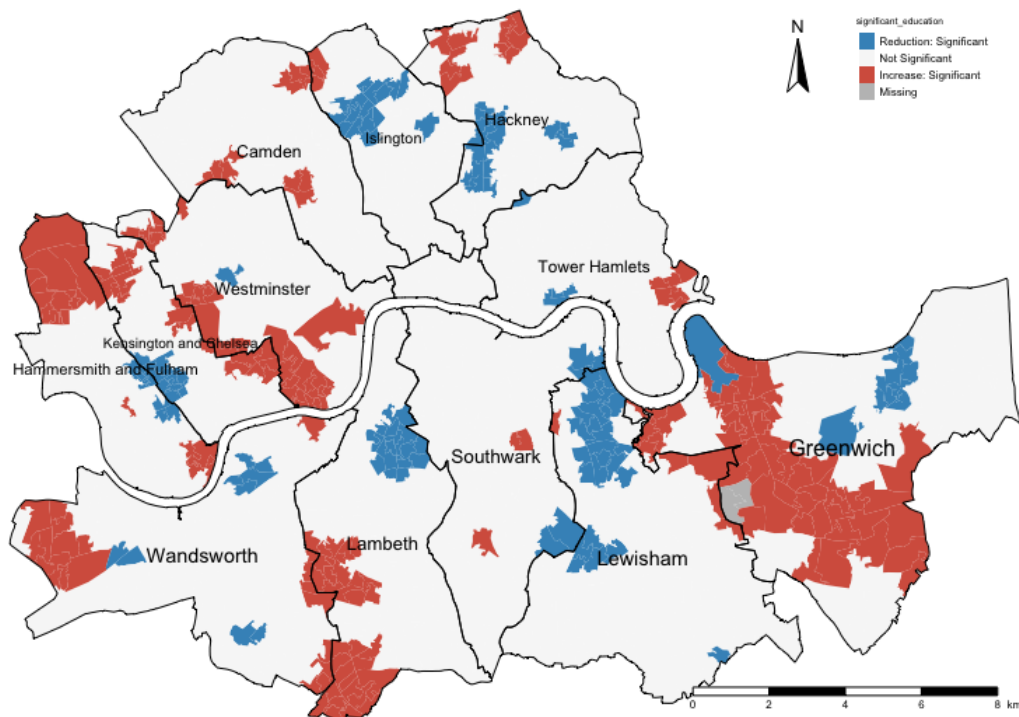 significant_education
N
Reduction: Significant
Not Significant
Increase: Significant
Missing
Hackney
Islington
Camden
Tower Hamlets
Westminster
Kensington and Chelsea
Hammersmith and Fulham
Greenwich
Southwark
Lambeth
Wandsworth
Lewisham
0 2 4 6 8 km